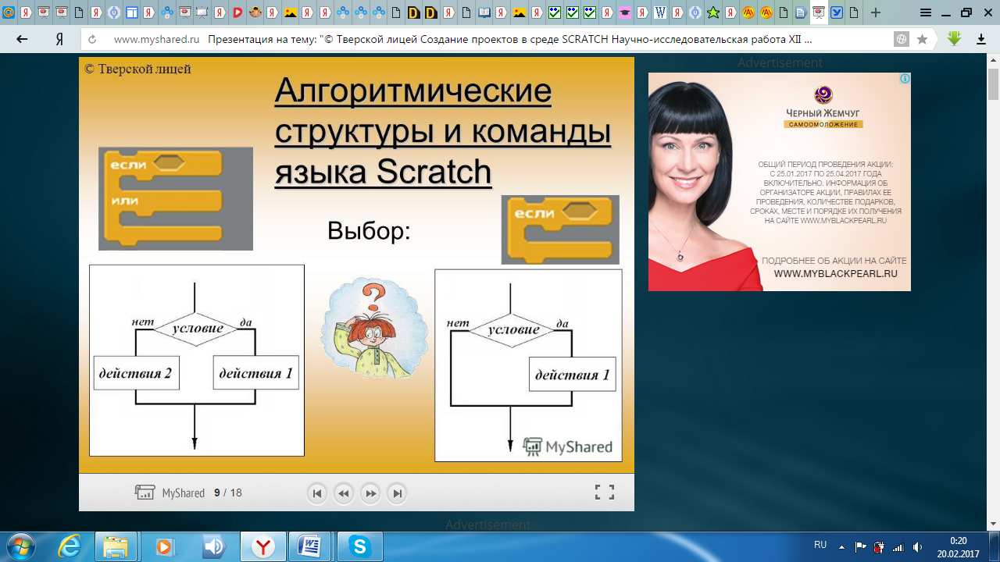 www.myshared.ru Презентация на тему: "© Тверской лицей Создание проектов в среде SCRATCH Научно-исследовательская работа XII ...
Advertisement
© Тверской лицей
Алгоритмические
структуры и команды
языка Scratch
если
или
Выбор:
если
нет
да
условие
действия 2
действия 1
?
нет
да
условие
действия 1
MyShared
MyShared
9 / 18
ЧЕРНЫЙ ЖЕМЧУГ
САМООМОЛОЖЕНИЕ
ОБЩИЙ ПЕРИОД ПРОВЕДЕНИЯ АКЦИИ:
С 25.01.2017 ПО 25.04.2017 ГОДА
ВКЛЮЧИТЕЛЬНО. ИНФОРМАЦИЯ ОБ
ОРГАНИЗАТОРЕ АКЦИИ, ПРАВИЛАХ ЕЕ
ПРОВЕДЕНИЯ, КОЛИЧЕСТВЕ ПОДАРКОВ,
СРОКАХ, МЕСТЕ И ПОРЯДКЕ ИХ ПОЛУЧЕНИЯ
НА САЙТЕ WWW.MYBLACKPEARL.RU
ПОДРОБНЕЕ ОБ АКЦИИ НА САЙТЕ
WWW.MYBLACKPEARL.RU
Advertisement
RU
0:20
20.02.2017